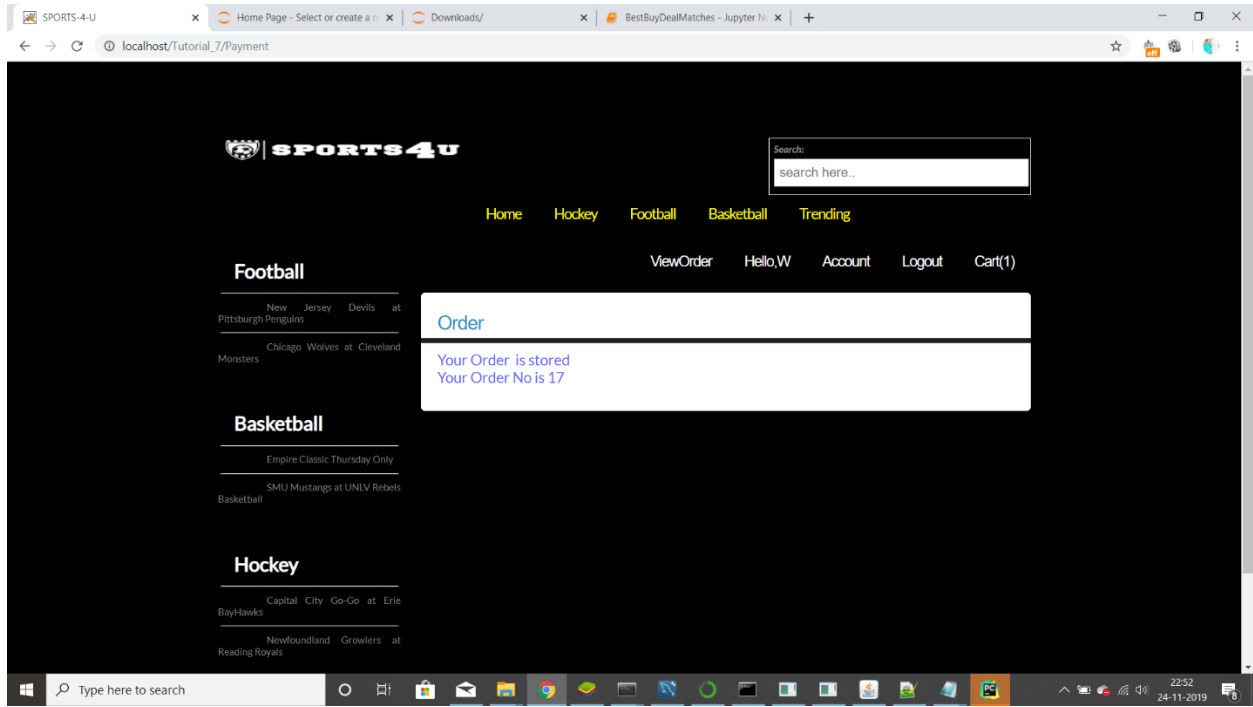 SPORTS-4-U
Home Page - Select or create a n
Downloads/
BestBuyDealMatches - Jupyter N
localhost/Tutorial_7/Payment
off
SPORTS4U
Search:
search here..
Home Hockey Football Basketball Trending
ViewOrder Hello,W Account Logout Cart(1)
Football
New Jersey Devils at
Pittsburgh Penguins
Chicago Wolves at Cleveland
Monsters
Order
Your Order is stored
Your Order No is 17
Basketball
Empire Classic Thursday Only
SMU Mustangs at UNLV Rebels
Basketball
Hockey
Capital City Go-Go at Erie
BayHawks
Newfoundland Growlers at
Reading Royals
Type here to search
PC
22:52
24-11-2019
8